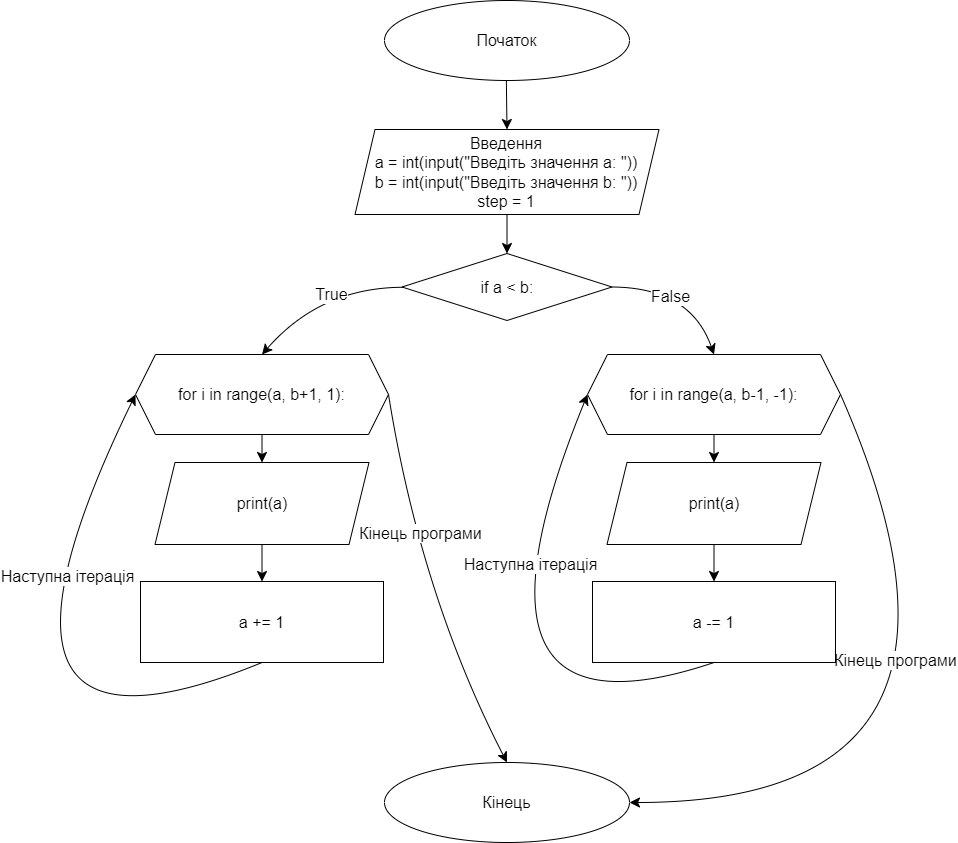 Початок
Введення
a = int(input("Введіть значення a: "))
b = int(input("Введіть значення b: "))
step = 1
if a < b:
True
False
for i in range(a, b+1, 1):
print(a)
a += 1
Наступна ітерація
Кінець програми
for i in range(a, b-1, -1):
print(a)
a -= 1
Наступна ітерація
Кінець програми
Кінець